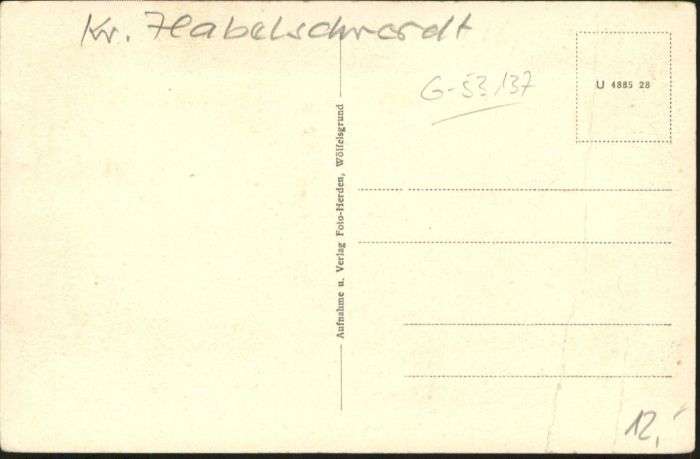 Kr. Habelschwerdt
G-53137
U 4885 28
Aufnahme u. Verlag Foto-Herden, Wölfelsgrund
12,-